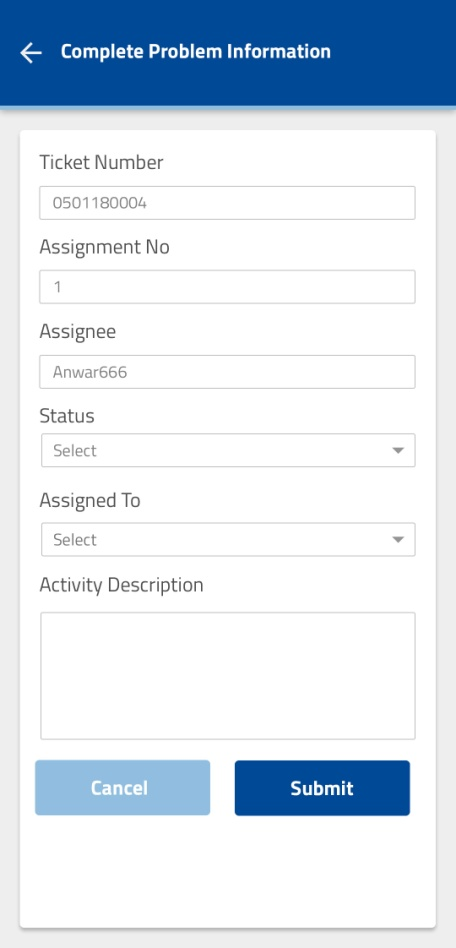 Complete Problem Information
Ticket Number
0501180004
Assignment No
1
Assignee
Anwar666
Status
Select
Assigned To
Select
Activity Description
Cancel Submit